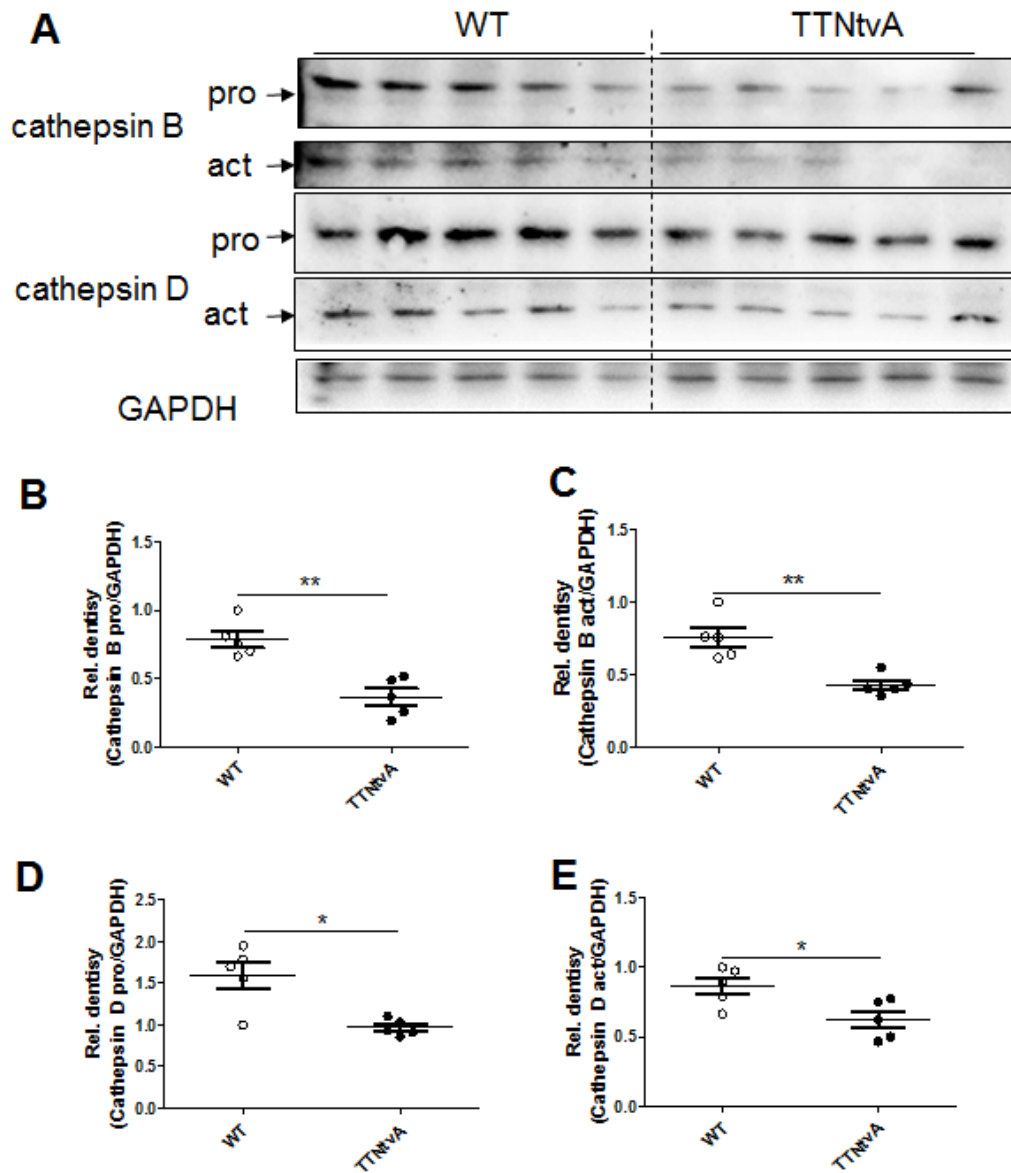 A
WT
TTNtvA
pro
cathepsin B
act
pro
cathepsin D
act
GAPDH
B
Rel. dentisy
(Cathepsin B pro/GAPDH)
1.5
1.0
0.5
0.0
**
WT
TTNtvA
C
Rel. dentisy
(Cathepsin B act/GAPDH)
1.5
1.0
0.5
0.0
**
WT
TTNtvA
D
Rel. dentisy
(Cathepsin D pro/GAPDH)
2.5
2.0
1.5
1.0
0.5
0.0
*
WT
TTNtvA
E
Rel. dentisy
(Cathepsin D act/GAPDH)
1.5
1.0
0.5
0.0
*
WT
TTNtvA